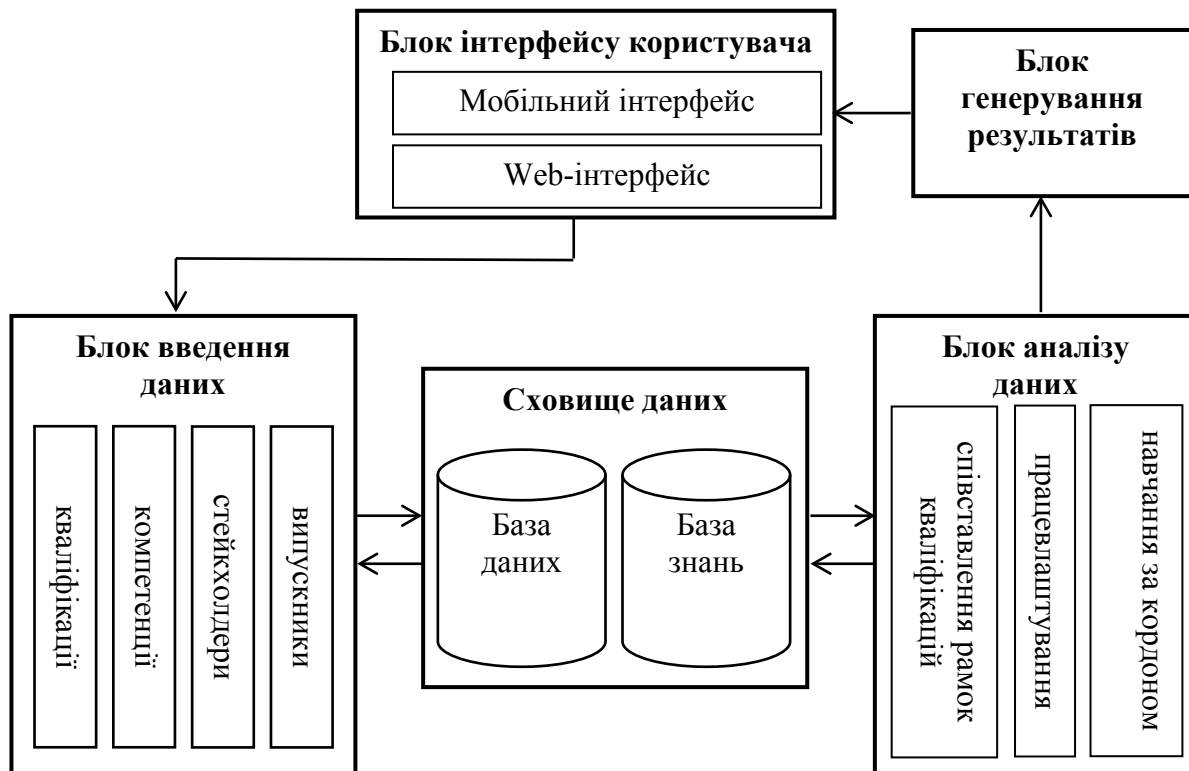 Блок інтерфейсу користувача
Мобільний інтерфейс
Web-інтерфейс
Блок
генерування
результатів
Блок введення
даних
кваліфікації
компетенції
стейкхолдери
випускники
Сховище даних
База
даних
База
знань
Блок аналізу
даних
співставлення рамок
кваліфікацій
працевлаштування
навчання за кордоном